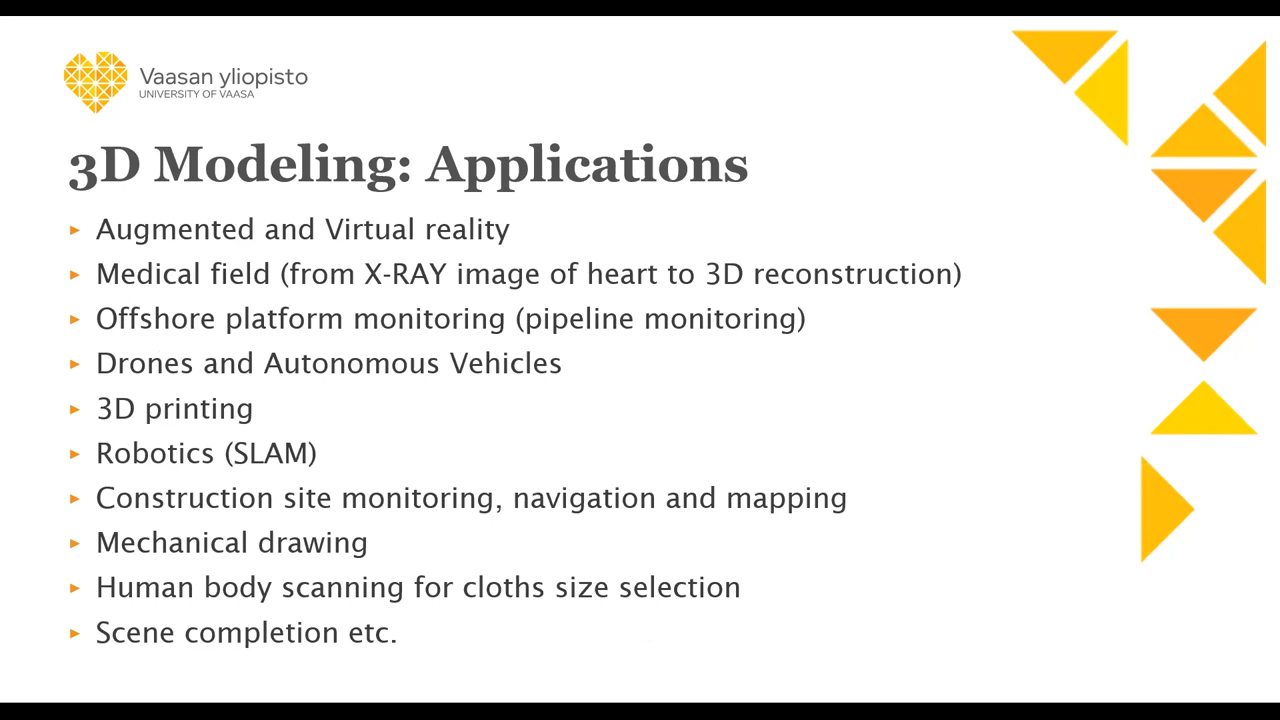 Vaasan yliopisto
UNIVERSITY OF VAASA
3D Modeling: Applications
▸ Augmented and Virtual reality
▸ Medical field (from X-RAY image of heart to 3D reconstruction)
▸ Offshore platform monitoring (pipeline monitoring)
▸ Drones and Autonomous Vehicles
▸ 3D printing
▸ Robotics (SLAM)
▸ Construction site monitoring, navigation and mapping
▸ Mechanical drawing
▸ Human body scanning for cloths size selection
▸ Scene completion etc.